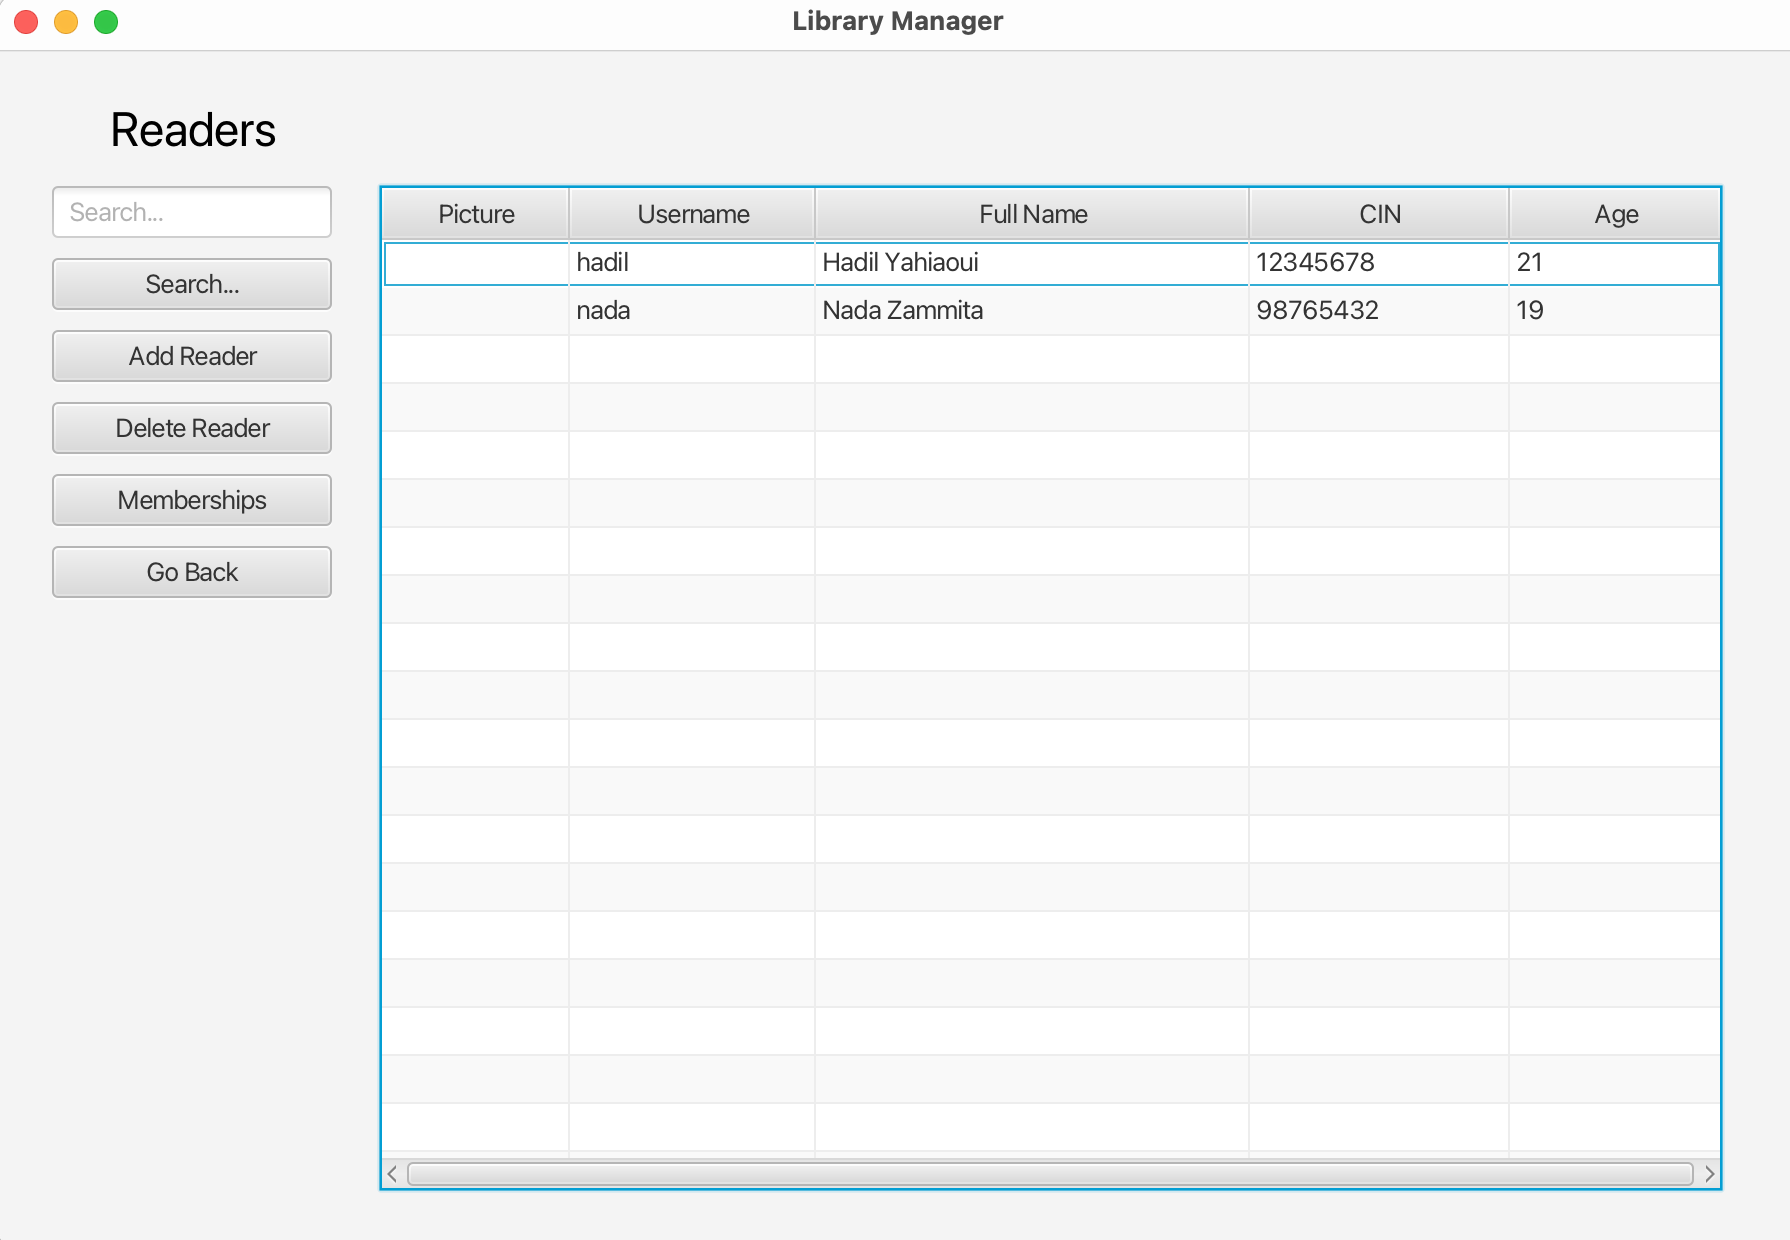 Library Manager
Readers
Search...
Search...
Add Reader
Delete Reader
Memberships
Go Back
Picture Username Full Name CIN Age
hadil Hadil Yahiaoui 12345678 21
nada Nada Zammita 98765432 19